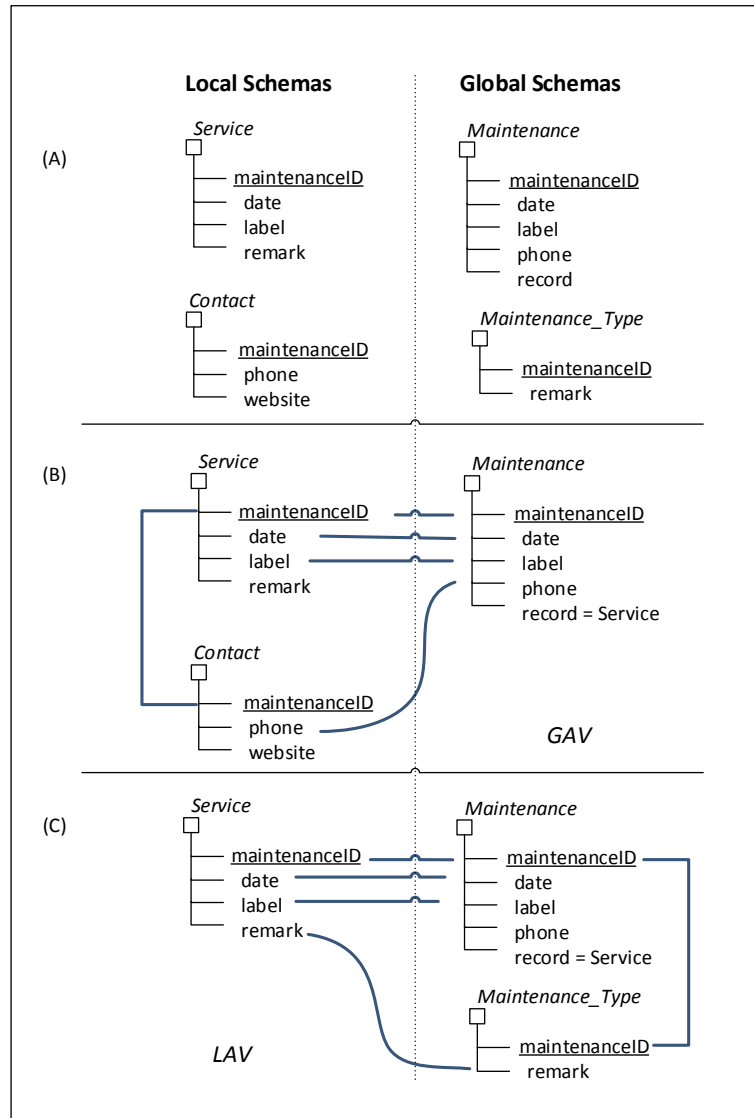 Local Schemas
Global Schemas
(A)
Service
maintenanceID
date
label
remark
Contact
maintenanceID
phone
website
Maintenance
maintenanceID
date
label
phone
record
Maintenance_Type
maintenanceID
remark
(B)
Service
maintenanceID
date
label
remark
Contact
maintenanceID
phone
website
Maintenance
maintenanceID
date
label
phone
record = Service
GAV
(C)
Service
maintenanceID
date
label
remark
LAV
Maintenance
maintenanceID
date
label
phone
record = Service
Maintenance_Type
maintenanceID
remark